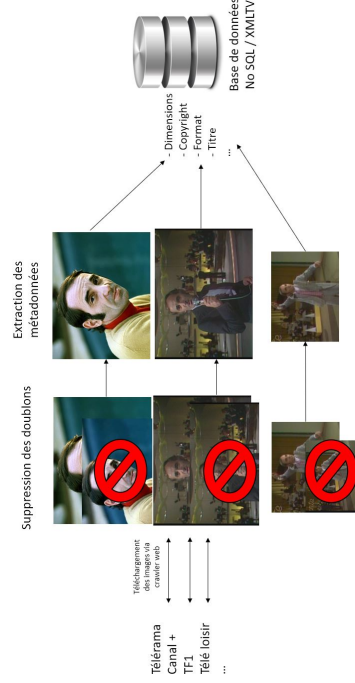 Télérama
Canal +
TF1
Télé loisir
...
Téléchargement
des images via
crawler web
Suppression des doublons
Extraction des
métadonnées
- Dimensions
- Copyright
- Format
- Titre
...
Base de données
No SQL / XMLTV